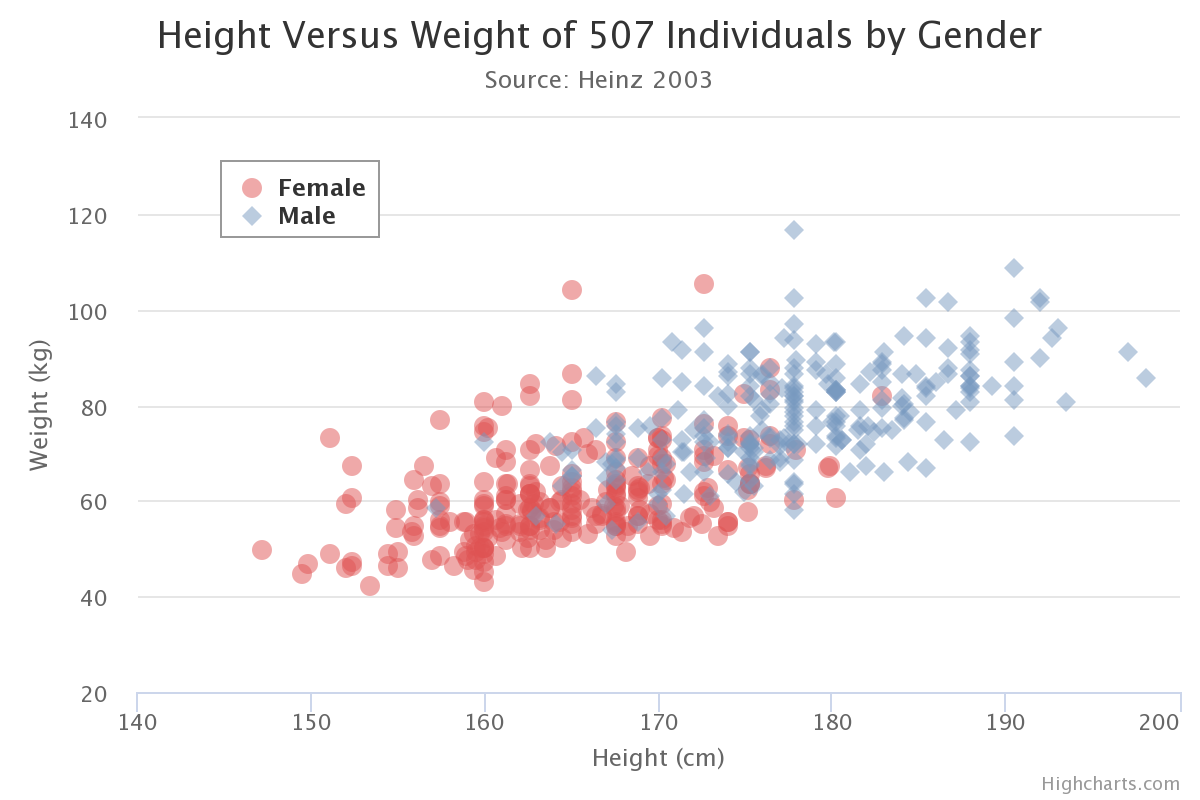 Height Versus Weight of 507 Individuals by Gender
Source: Heinz 2003
140
120
100
80
60
40
20
Weight (kg)
Female
Male
140 150 160 170 180 190 200
Height (cm)
Highcharts.com